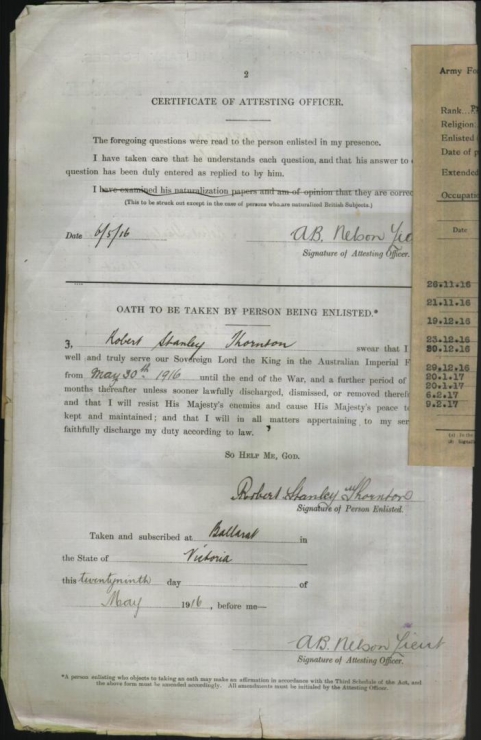 2
CERTIFICATE OF ATTESTING OFFICER.
The foregoing questions were read to the person enlisted in my presence.
I have taken care that he understands each question, and that his answer to
question has been duly entered as replied to by him.
I have examined his naturalization papers and am of opinion that they are correc
(This to be struck out except in the case of persons who are naturalized British Subjects.)
Date 6/5/16
A.B. Nelson Lieu
Signature of Attesting Officer.
OATH TO BE TAKEN BY PERSON BEING ENLISTED.*
3, Robert Stanley Thornton swear that I
well and truly serve our Sovereign Lord the King in the Australian Imperial F
from May 30th 1916 until the end of the War, and a further period of
months thereafter unless sooner lawfully discharged, dismissed, or removed therefr
and that I will resist His Majesty's enemies and cause His Majesty's peace t
kept and maintained; and that I will in all matters appertaining to my ser
faithfully discharge my duty according to law.
SO HELP ME, GOD.
Robert Stanley Thornton
Signature of Person Enlisted.
Taken and subscribed at Ballarat in
the State of Victoria
this twentyninth day of
May 1916, before me—
A.B. Nelson Lieut
Signature of Attesting Officer.
*A person enlisting who objects to taking an oath may make an affirmation in accordance with the Third Schedule of the Act, and
the above form must be amended accordingly. All amendments must be initialed by the Attesting Officer.
Army Fo
Rank
Religion
Enlisted
Date of p
Extended
Occupatio
Date
26.11.16
21.11.16
19.12.16
23.12.16
20.12.16
29.12.16
20.1.17
20.1.17
6.2.17
9.2.17